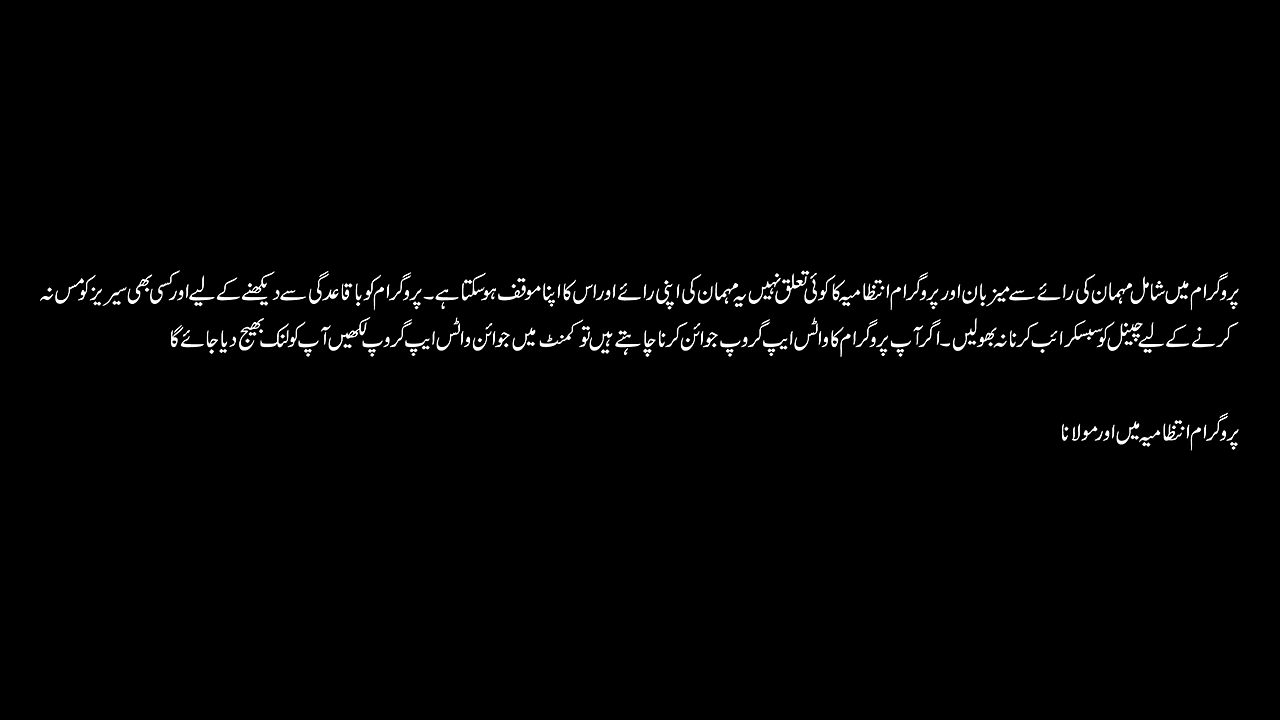 پروگرام میں شامل مہمان کی رائے سے میزبان اور پروگرام انتظامیہ کا کوئی تعلق نہیں یہ مہمان کی اپنی رائے اور اس کا اپنا موقف ہوسکتا ہے۔ پروگرام کو باقاعدگی سے دیکھنے کے لیے اور کسی بھی سیریز کو مِس نہ
کرنے کے لیے چینل کو سبسکرائب کرنا نہ بھولیں۔ اگر آپ پروگرام کا واٹس ایپ گروپ جوائن کرنا چاہتے ہیں تو کمنٹ میں جوائن واٹس ایپ گروپ لکھیں آپ کو لنک بھیج دیا جائے گا
پروگرام انتظامیہ میں اور مولانا